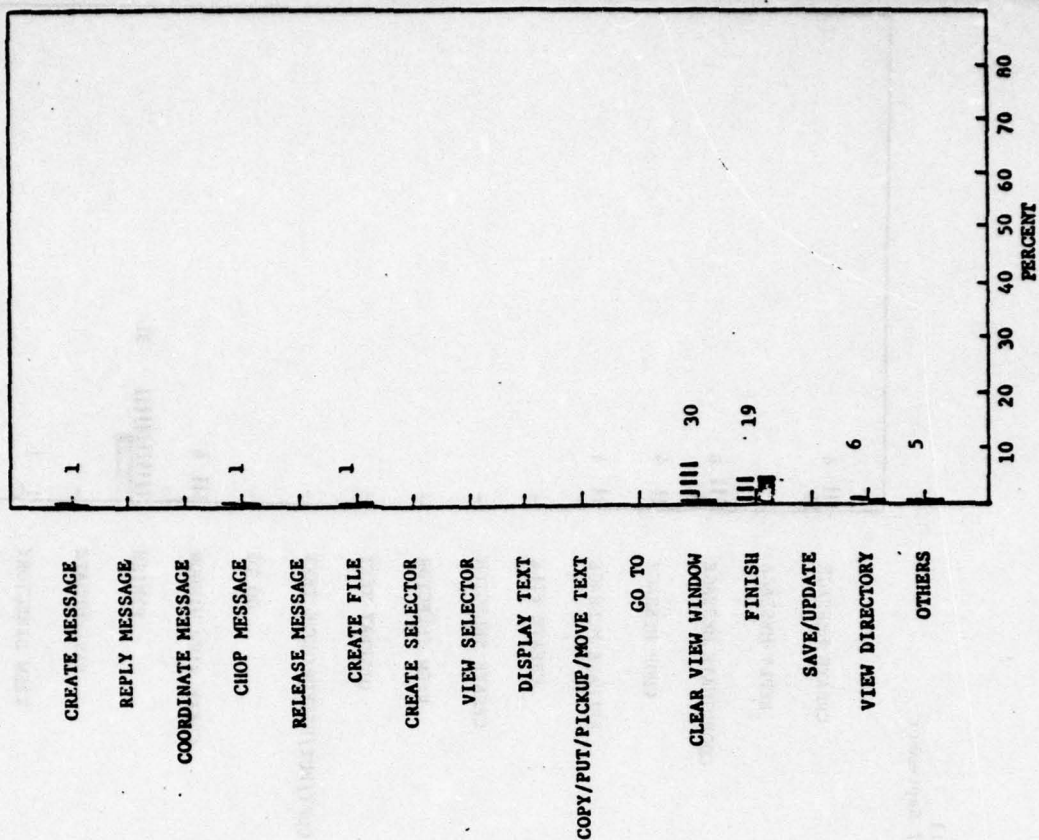 CREATE MESSAGE 1
REPLY MESSAGE
COORDINATE MESSAGE
CHOP MESSAGE 1
RELEASE MESSAGE
CREATE FILE 1
CREATE SELECTOR
VIEW SELECTOR
DISPLAY TEXT
COPY/PUT/PICKUP/MOVE TEXT
GO TO
CLEAR VIEW WINDOW 30
FINISH 19
SAVE/UPDATE
VIEW DIRECTORY 6
OTHERS 5
10 20 30 40 50 60 70 80
PERCENT